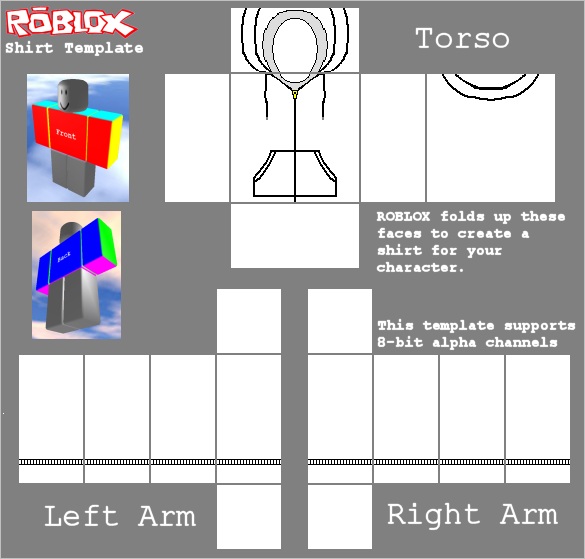 ROBLOX
Shirt Template
Torso
Front
Back
ROBLOX folds up these
faces to create a
shirt for your
character.
This template supports
8-bit alpha channels
Left Arm
Right Arm